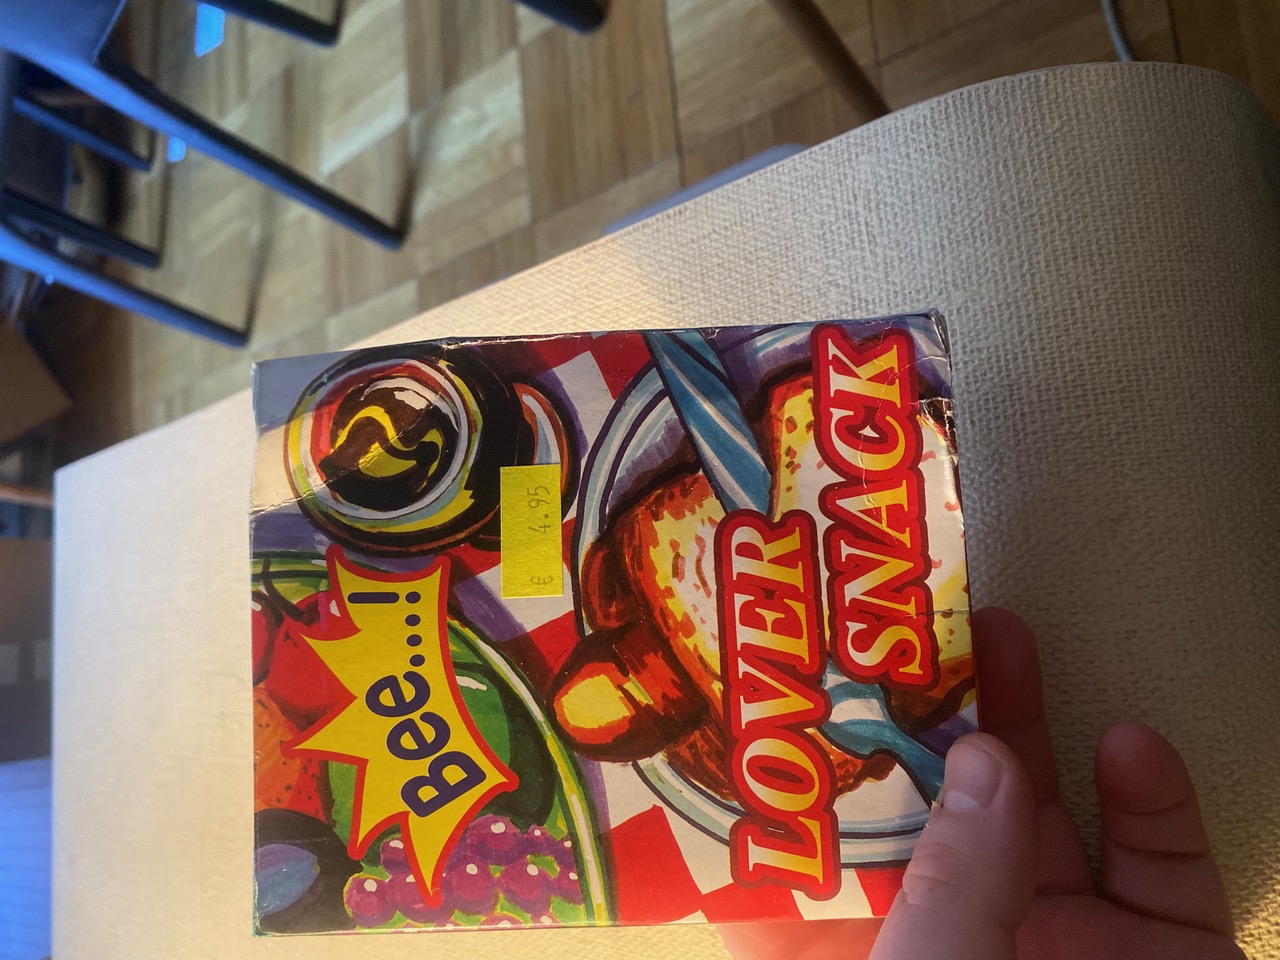 LOVER
SNACK
€ 4.95
Bee....!